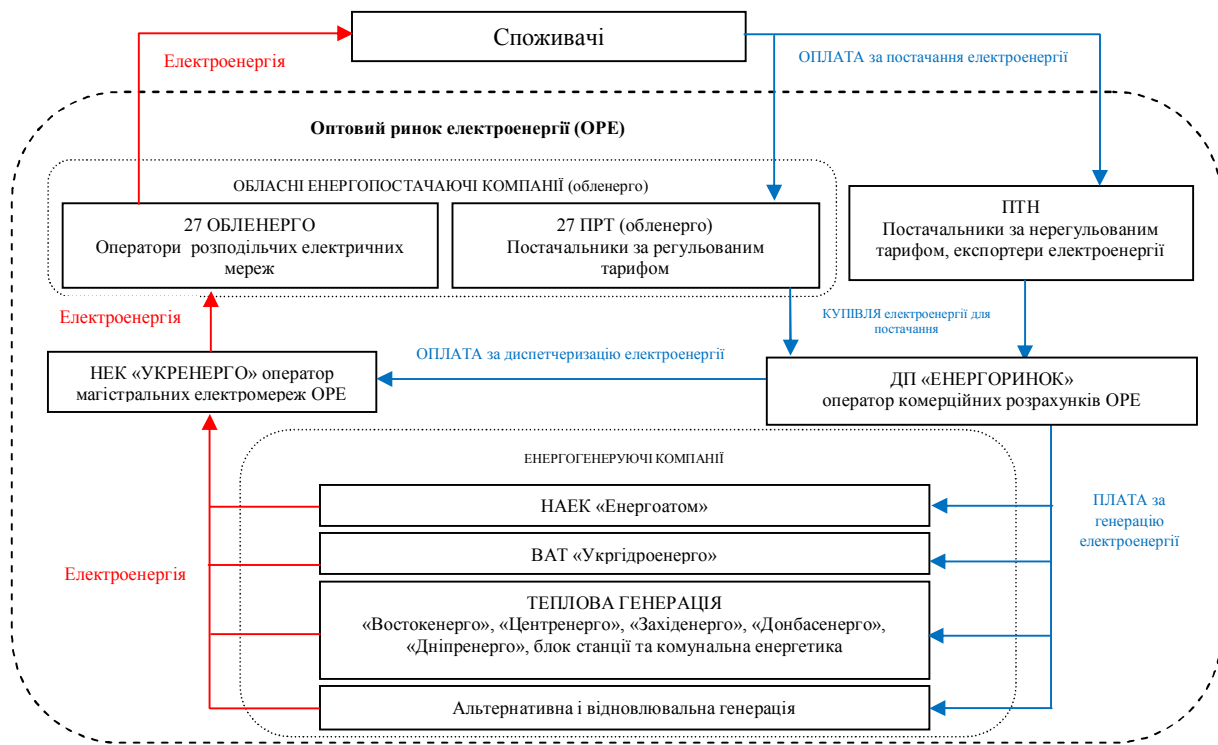 Споживачі
Електроенергія
ОПЛАТА за постачання електроенергії
Оптовий ринок електроенергії (ОРЕ)
ОБЛАСНІ ЕНЕРГОПОСТАЧАЮЧІ КОМПАНІЇ (обленерго)
27 ОБЛЕНЕРГО
Оператори розподільчих електричних
мереж
27 ПРТ (обленерго)
Постачальники за регульованим
тарифом
ПТН
Постачальники за нерегульованим
тарифом, експортери електроенергії
Електроенергія
КУПІВЛЯ електроенергії для
постачання
ОПЛАТА за диспетчеризацію електроенергії
НЕК «УКРЕНЕРГО» оператор
магістральних електромереж ОРЕ
ДП «ЕНЕРГОРИНОК»
оператор комерційних розрахунків ОРЕ
ЕНЕРГОГЕНЕРУЮЧІ КОМПАНІЇ
НАЕК «Енергоатом»
ПЛАТА за
генерацію
електроенергії
ВАТ «Укргідроенерго»
Електроенергія
ТЕПЛОВА ГЕНЕРАЦІЯ
«Востокенерго», «Центренерго», «Західенерго», «Донбасенерго»,
«Дніпренерго», блок станції та комунальна енергетика
Альтернативна і відновлювальна генерація